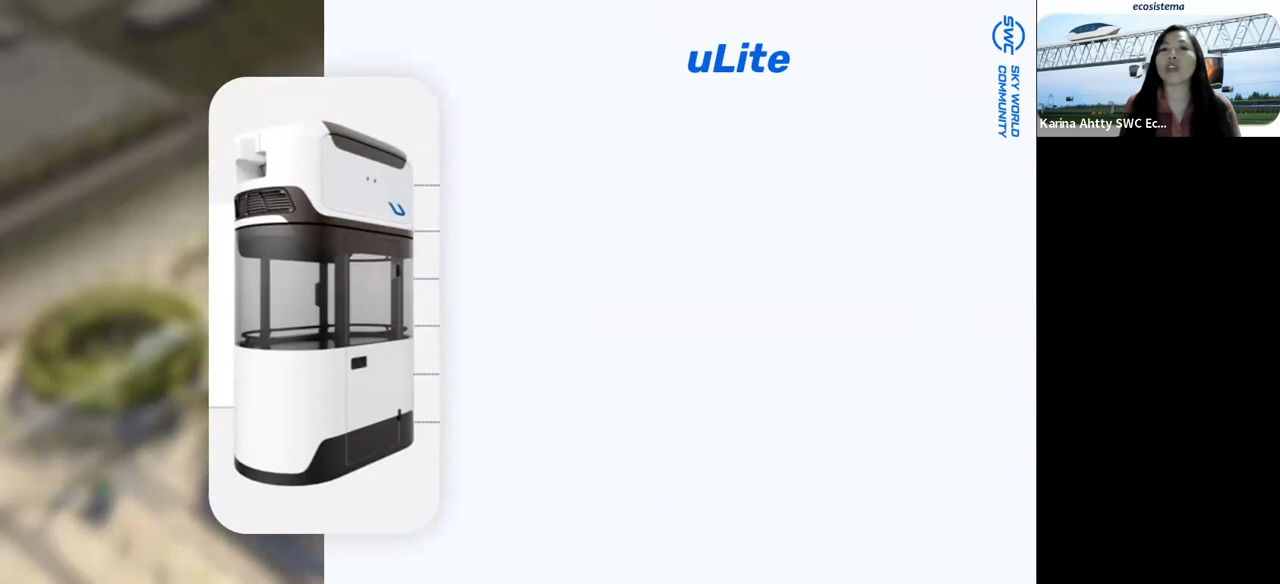 uLite
SWC
SKY WORLD
COMMUNITY
ecosistema
Karina Ahtty SWC Ec...